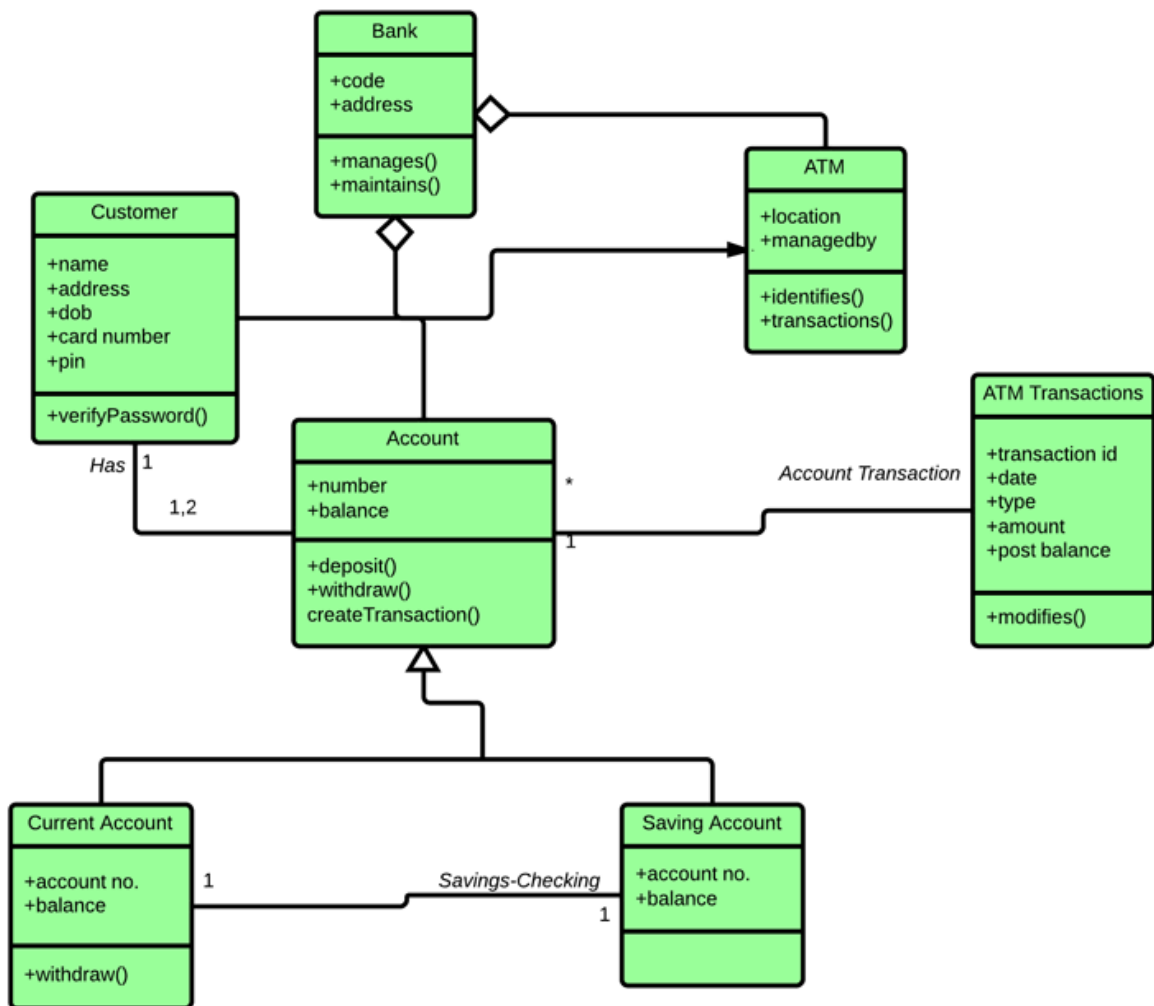 Bank
+code
+address
+manages()
+maintains()
ATM
+location
+managedby
+identifies()
+transactions()
Customer
+name
+address
+dob
+card number
+pin
+verifyPassword()
Has
1
1,2
Account
+number
+balance
+deposit()
+withdraw()
createTransaction()
*
1
Account Transaction
ATM Transactions
+transaction id
+date
+type
+amount
+post balance
+modifies()
Current Account
+account no.
+balance
+withdraw()
1
Savings-Checking
1
Saving Account
+account no.
+balance